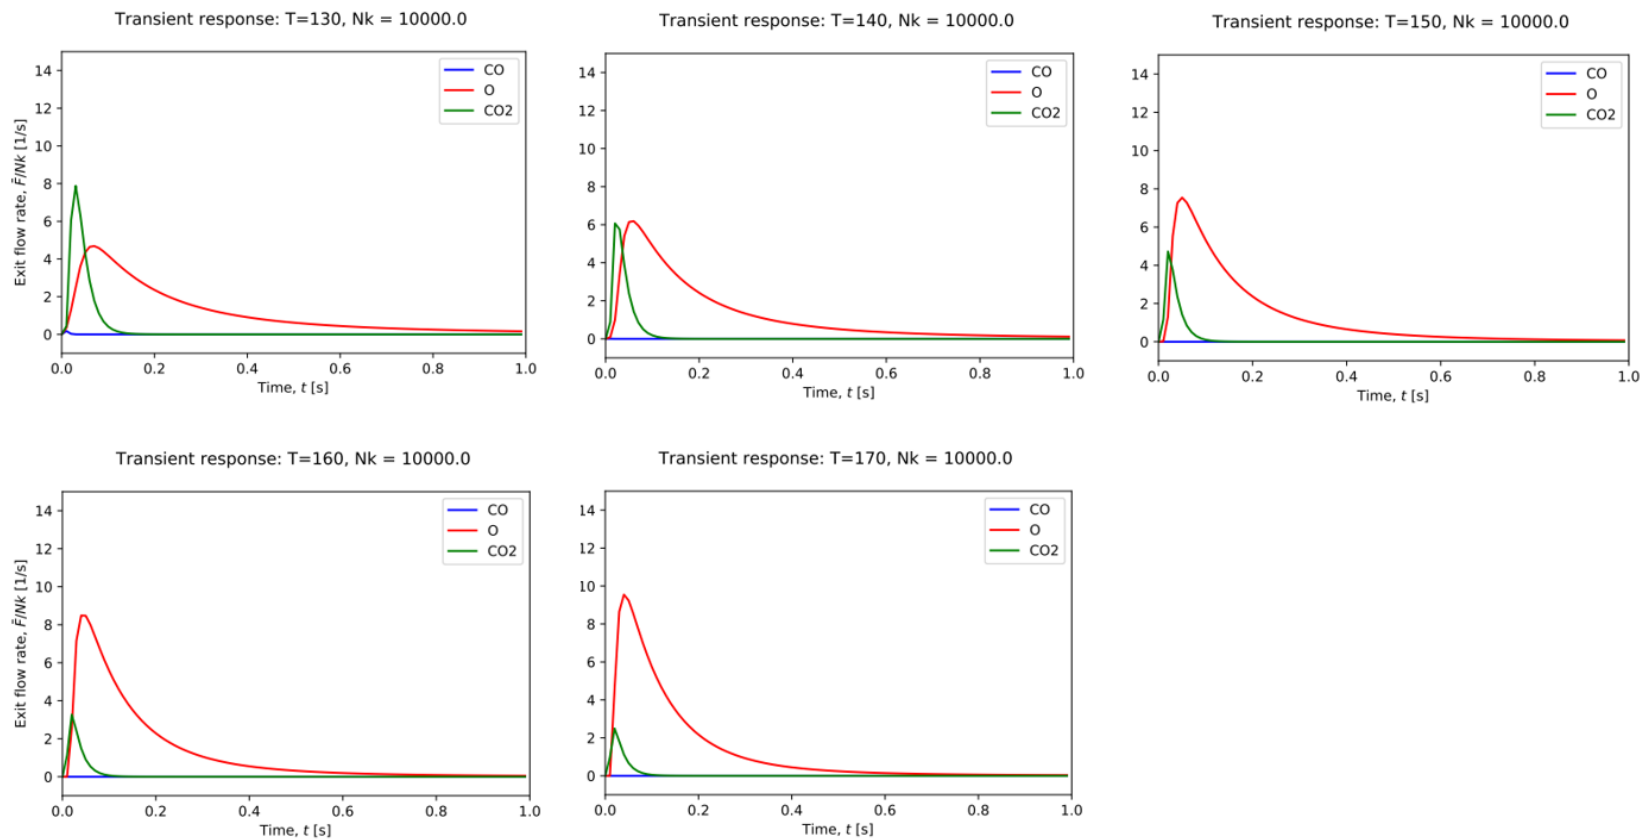 Transient response: T=130, Nk = 10000.0
14
12
10
8
6
4
2
0
Exit flow rate, F̄/Nk [1/s]
CO
O
CO2
0.0 0.2 0.4 0.6 0.8 1.0
Time, t [s]
Transient response: T=140, Nk = 10000.0
14
12
10
8
6
4
2
0
CO
O
CO2
0.0 0.2 0.4 0.6 0.8 1.0
Time, t [s]
Transient response: T=150, Nk = 10000.0
14
12
10
8
6
4
2
0
CO
O
CO2
0.0 0.2 0.4 0.6 0.8 1.0
Time, t [s]
Transient response: T=160, Nk = 10000.0
14
12
10
8
6
4
2
0
Exit flow rate, F̄/Nk [1/s]
CO
O
CO2
0.0 0.2 0.4 0.6 0.8 1.0
Time, t [s]
Transient response: T=170, Nk = 10000.0
14
12
10
8
6
4
2
0
CO
O
CO2
0.0 0.2 0.4 0.6 0.8 1.0
Time, t [s]